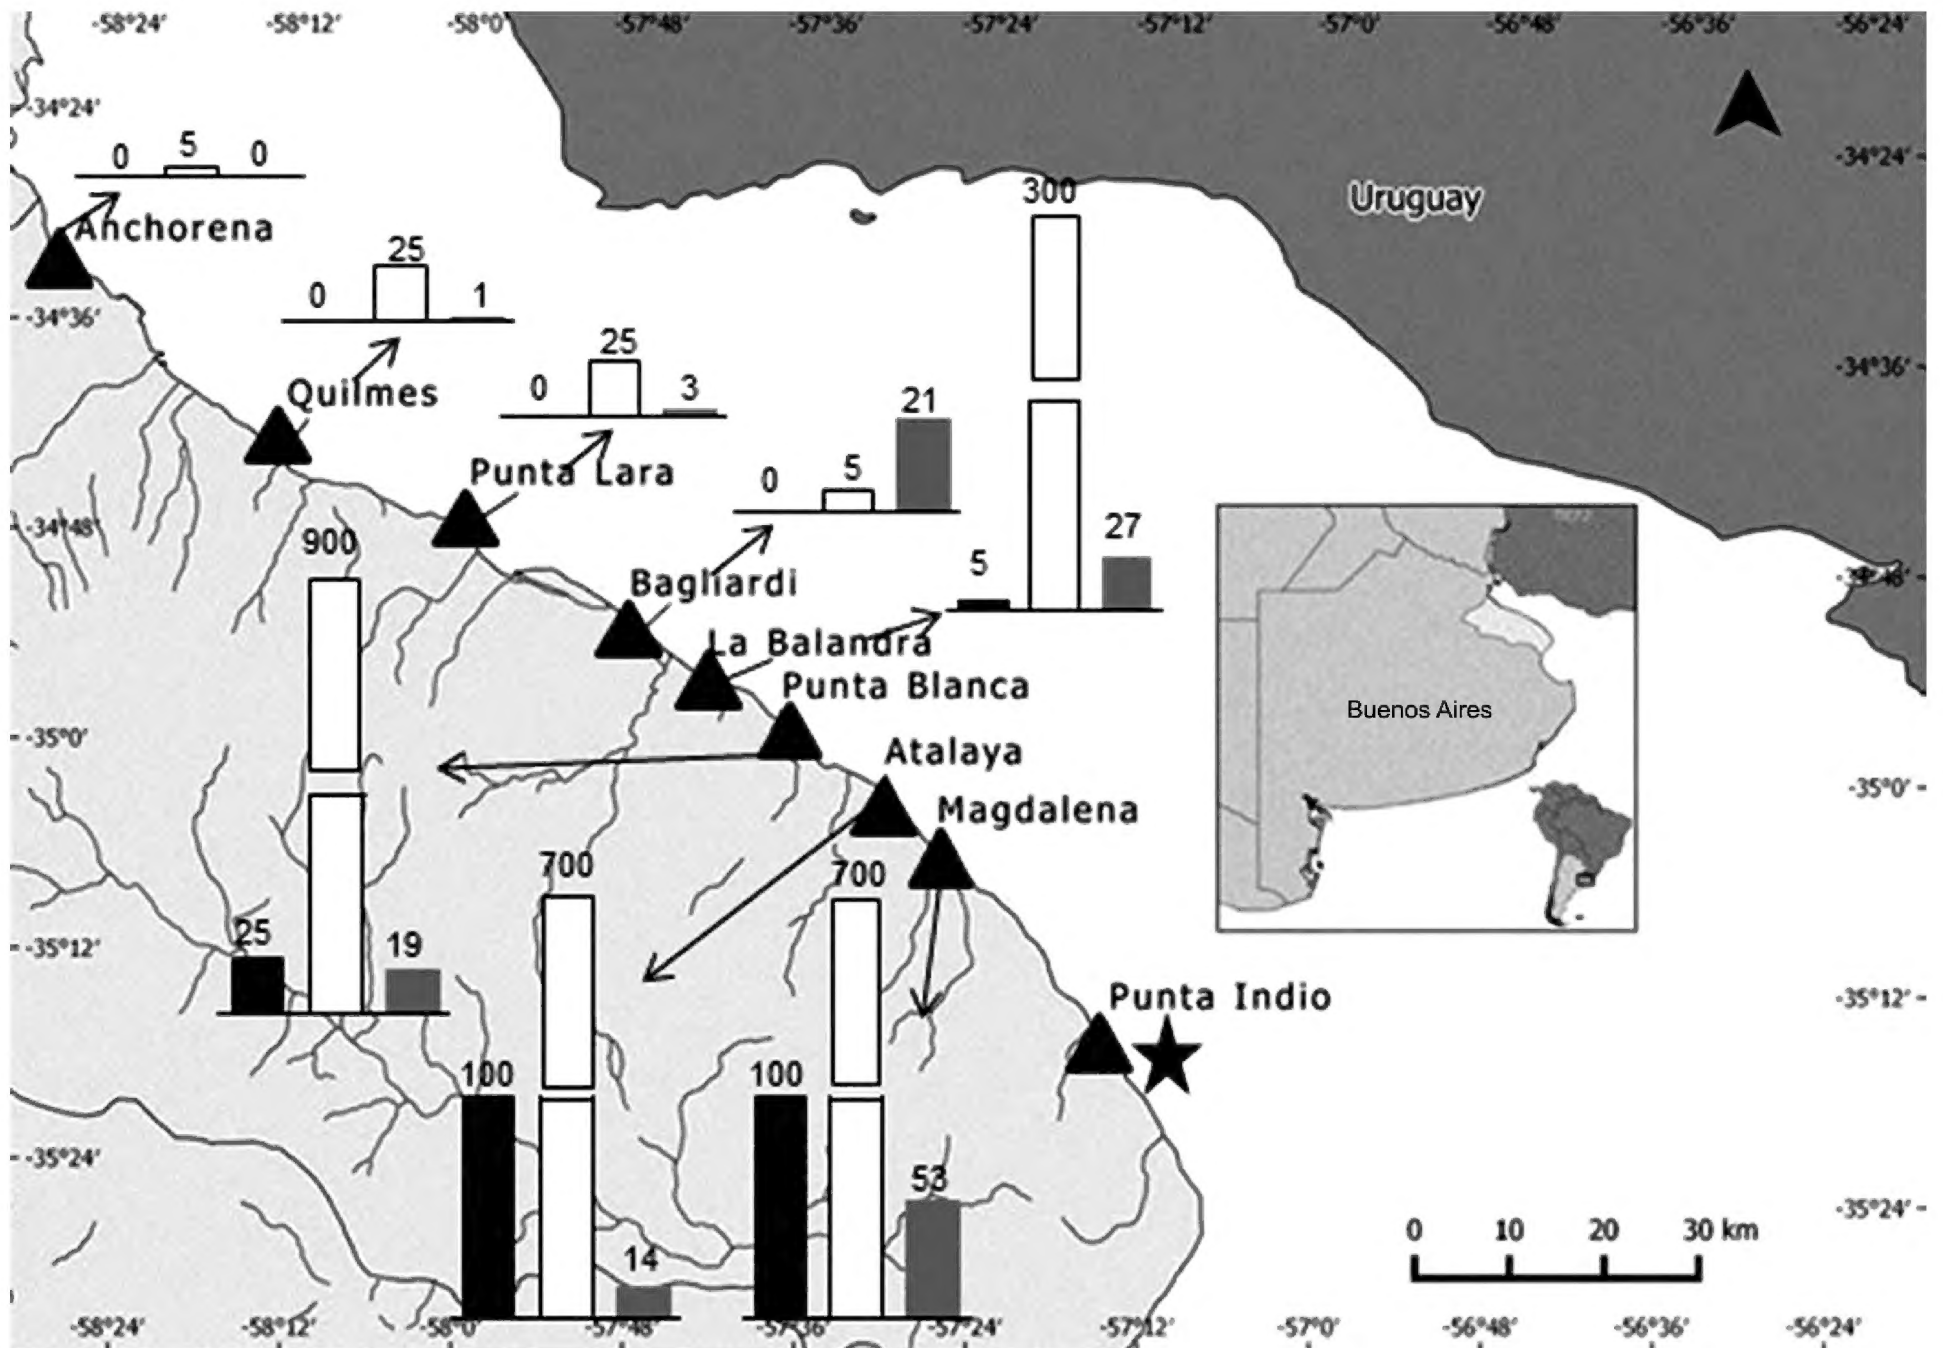 -58°24′ -58°12′ -58°0′ -57°48′ -57°36′ -57°24′ -57°12′ -57°0′ -56°48′ -56°36′ -56°24′
-34°24′
-34°24′
0 5 0
Anchorena
300
Uruguay
25
0 1
-34°36′
-34°36′
Quilmes
25
0 3
21
Punta Lara
0 5
-34°48′
900
27
5
-34°48′
Bagliardi
La Balandra
Punta Blanca
Buenos Aires
-35°0′
Atalaya
-35°0′
Magdalena
700
700
25
19
-35°12′
Punta Indio
-35°12′
100
100
-35°24′
53
-35°24′
14
0 10 20 30 km
-58°24′ -58°12′ -58°0′ -57°48′ -57°36′ -57°24′ -57°12′ -57°0′ -56°48′ -56°36′ -56°24′